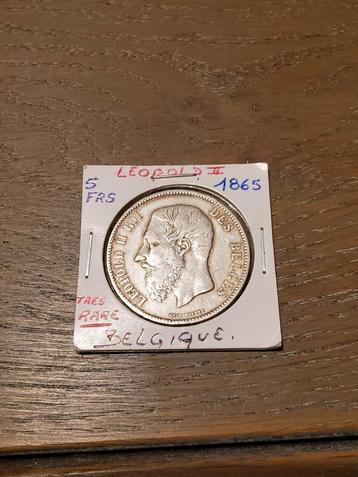 LEOPOLD II
5 FRS
1865
LEOPOLD II ROI DES BELGES
TRES RARE
BELGIQUE.